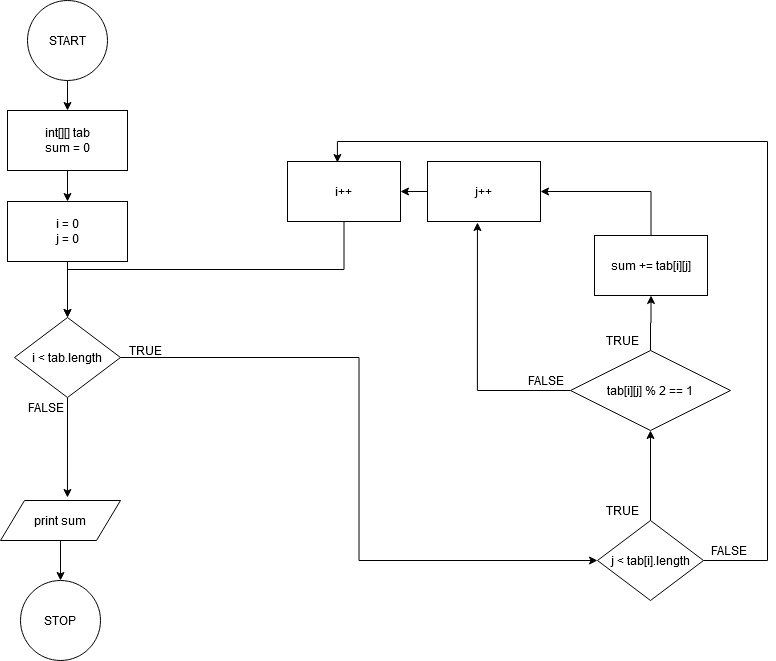 START
int[][] tab
sum = 0
i = 0
j = 0
i < tab.length
TRUE
FALSE
print sum
STOP
i++
j++
sum += tab[i][j]
TRUE
FALSE
tab[i][j] % 2 == 1
TRUE
j < tab[i].length
FALSE